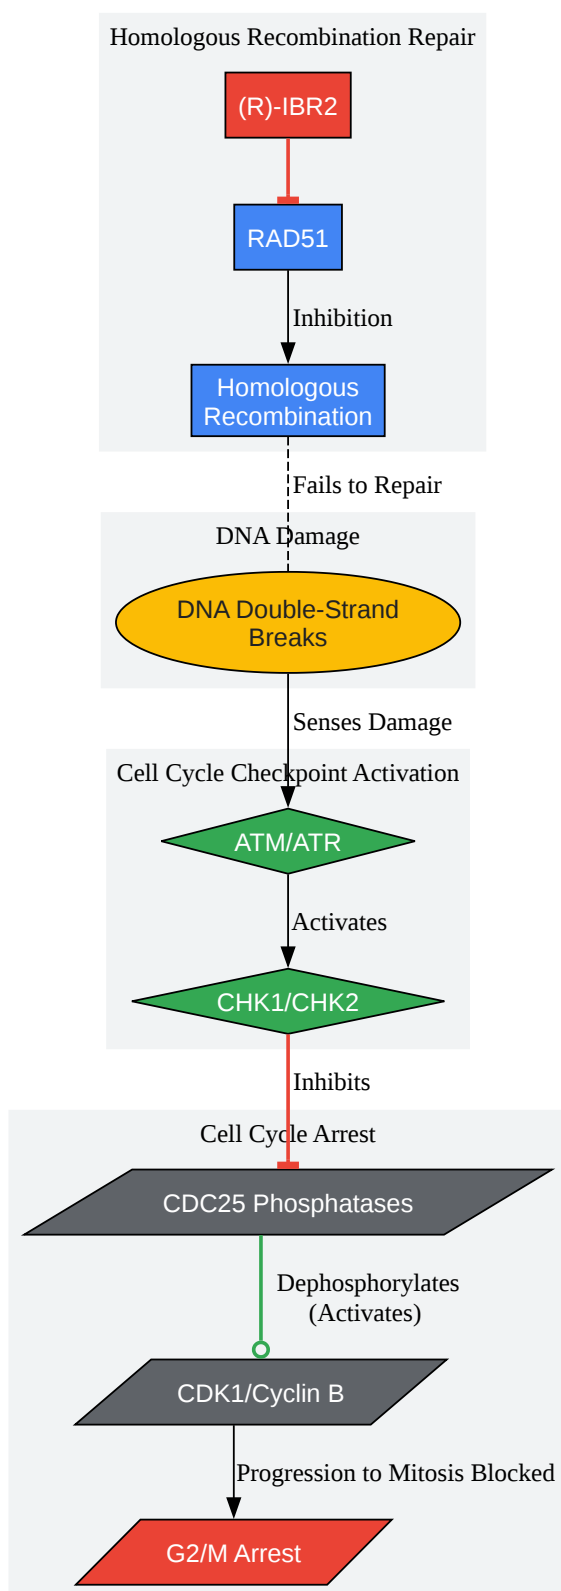 Homologous Recombination Repair
(R)-IBR2
RAD51
Inhibition
Homologous
Recombination
Fails to Repair
DNA Damage
DNA Double-Strand
Breaks
Senses Damage
Cell Cycle Checkpoint Activation
ATM/ATR
Activates
CHK1/CHK2
Inhibits
Cell Cycle Arrest
CDC25 Phosphatases
Dephosphorylates
(Activates)
CDK1/Cyclin B
Progression to Mitosis Blocked
G2/M Arrest